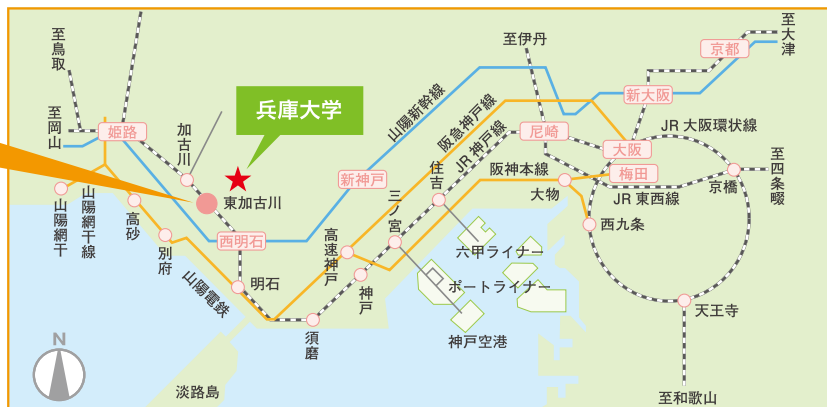 至鳥取
至岡山
姫路
加古川
兵庫大学
東加古川
山陽網干
山陽網干線
高砂
別府
西明石
明石
山陽電鉄
須磨
淡路島
N
山陽新幹線
新神戸
高速神戸
神戸
三ノ宮
住吉
阪急神戸線
JR 神戸線
阪神本線
至伊丹
尼崎
大物
六甲ライナー
ポートライナー
神戸空港
新大阪
京都
至大津
大阪
梅田
JR 大阪環状線
JR 東西線
京橋
至四条畷
西九条
天王寺
至和歌山